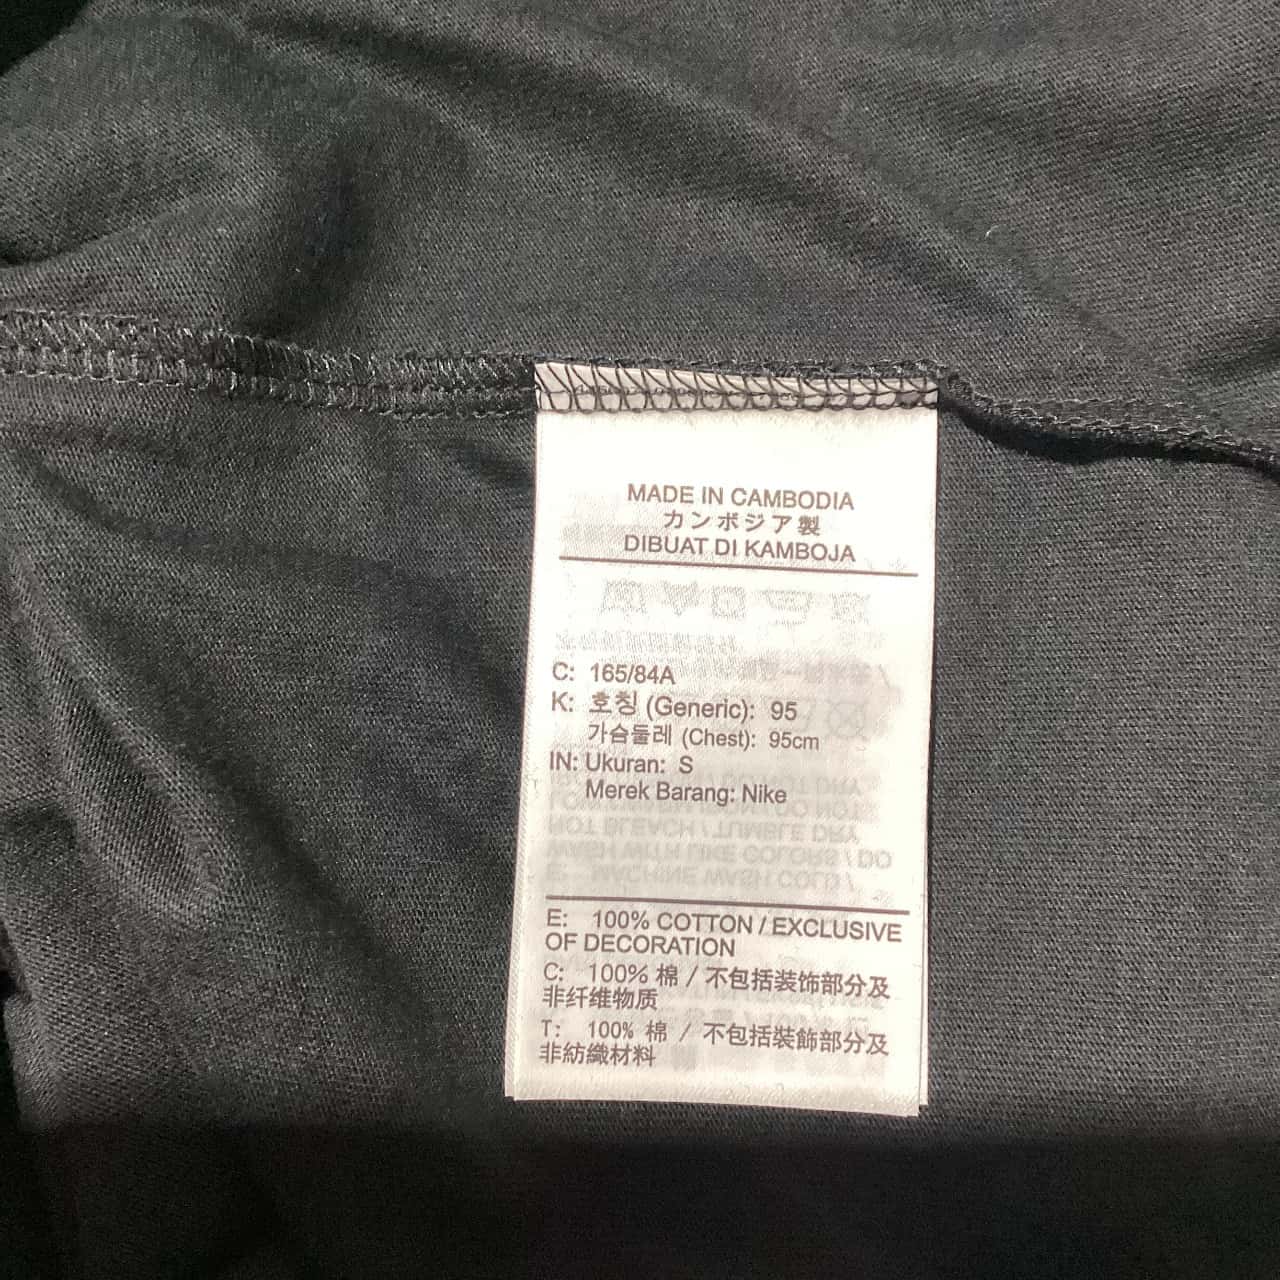 MADE IN CAMBODIA
カンボジア製
DIBUAT DI KAMBOJA
C: 165/84A
K: 호칭 (Generic): 95
가슴둘레 (Chest): 95cm
IN: Ukuran: S
Merek Barang: Nike
E: 100% COTTON / EXCLUSIVE
OF DECORATION
C: 100% 棉 / 不包括装饰部分及
非纤维物质
T: 100% 棉 / 不包括裝飾部分及
非紡織材料